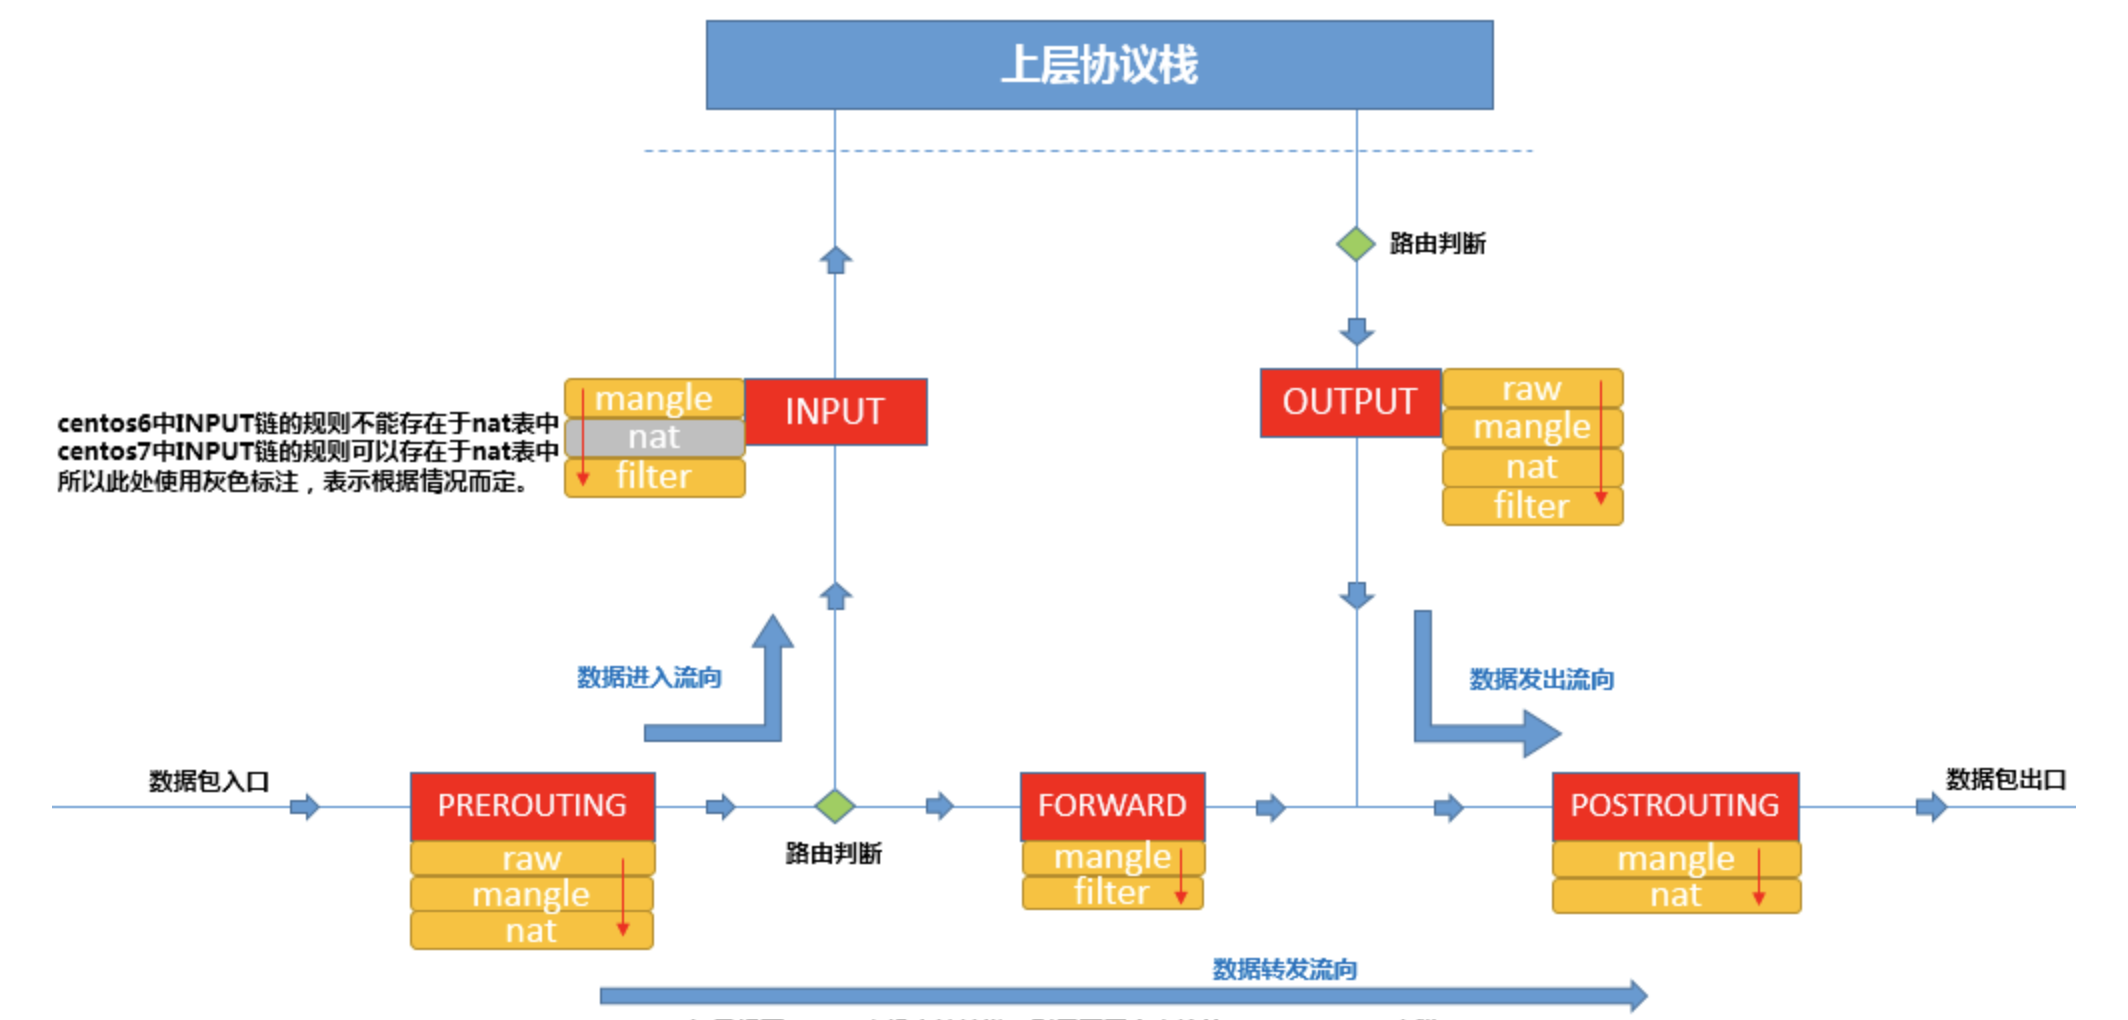 上层协议栈
路由判断
mangle
nat
filter
INPUT
OUTPUT
raw
mangle
nat
filter
centos6中INPUT链的规则不能存在于nat表中
centos7中INPUT链的规则可以存在于nat表中
所以此处使用灰色标注，表示根据情况而定。
数据进入流向
数据发出流向
数据包入口
PREROUTING
raw
mangle
nat
路由判断
FORWARD
mangle
filter
POSTROUTING
mangle
nat
数据包出口
数据转发流向